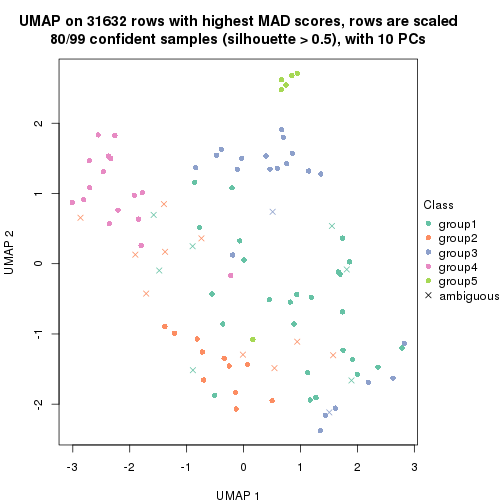 UMAP on 31632 rows with highest MAD scores, rows are scaled
80/99 confident samples (silhouette > 0.5), with 10 PCs
2
1
0
-1
-2
UMAP 2
-3
-2
-1
0
1
2
3
UMAP 1
Class
group1
group2
group3
group4
group5
ambiguous